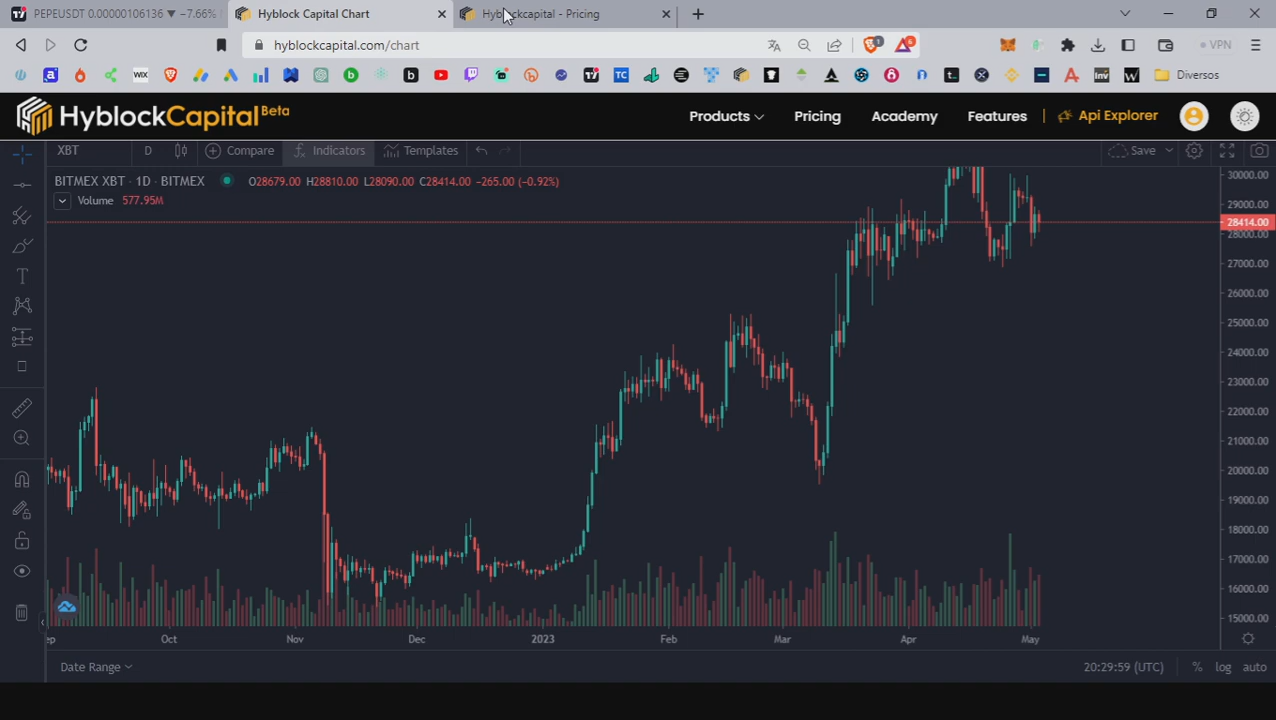 PEPEUSDT 0.00000106136 ▼ −7.66%
Hyblock Capital Chart
Hyblockcapital - Pricing
hyblockcapital.com/chart
1
6
VPN
WIX
Inv
W
Diversos
HyblockCapital Beta
Products
Pricing
Academy
Features
Api Explorer
XBT
D
Compare
Indicators
Templates
Save
BITMEX XBT · 1D · BITMEX
O28679.00 H28810.00 L28090.00 C28414.00 −265.00 (−0.92%)
Volume 577.95M
30000.00
29000.00
28414.00
28000.00
27000.00
26000.00
25000.00
24000.00
23000.00
22000.00
21000.00
20000.00
19000.00
18000.00
17000.00
16000.00
15000.00
Oct
Nov
Dec
2023
Feb
Mar
Apr
May
Date Range
20:29:59 (UTC)
%
log
auto